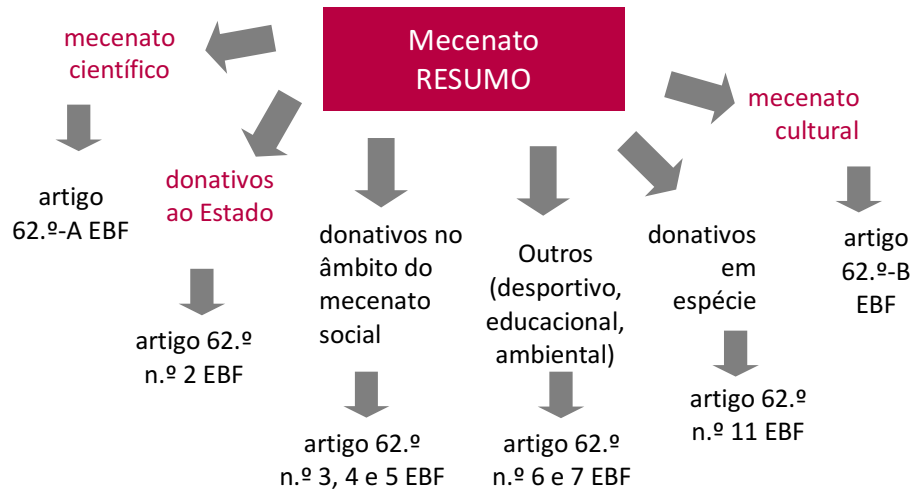 Mecenato
RESUMO
mecenato
científico
artigo
62.º-A EBF
donativos
ao Estado
artigo 62.º
n.º 2 EBF
donativos no
âmbito do
mecenato
social
artigo 62.º
n.º 3, 4 e 5 EBF
Outros
(desportivo,
educacional,
ambiental)
artigo 62.º
n.º 6 e 7 EBF
donativos
em
espécie
artigo 62.º
n.º 11 EBF
mecenato
cultural
artigo
62.º-B
EBF